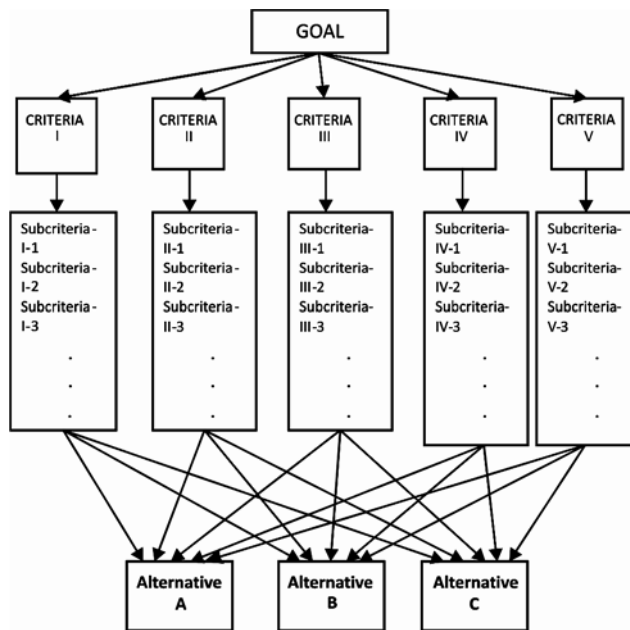 GOAL
CRITERIA
I
CRITERIA
II
CRITERIA
III
CRITERIA
IV
CRITERIA
V
Subcriteria-
I-1
Subcriteria-
I-2
Subcriteria-
I-3
.
.
.
Subcriteria-
II-1
Subcriteria-
II-2
Subcriteria-
II-3
.
.
.
Subcriteria-
III-1
Subcriteria-
III-2
Subcriteria-
III-3
.
.
.
Subcriteria-
IV-1
Subcriteria-
IV-2
Subcriteria-
IV-3
.
.
.
Subcriteria-
V-1
Subcriteria-
V-2
Subcriteria-
V-3
.
.
.
Alternative
A
Alternative
B
Alternative
C